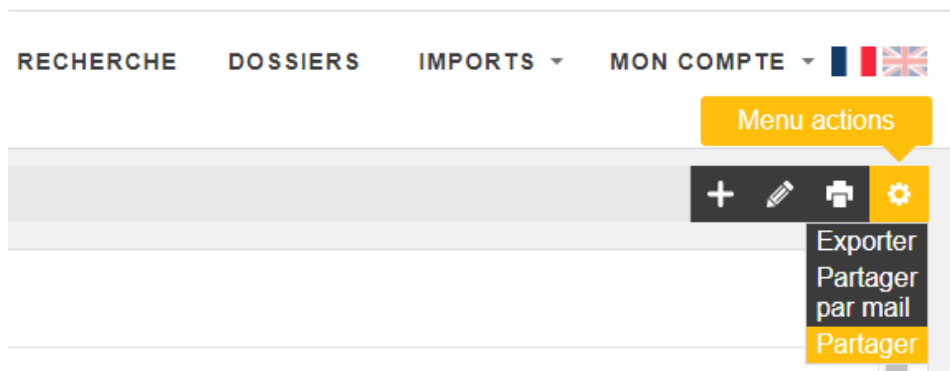 RECHERCHE DOSSIERS IMPORTS MON COMPTE
Menu actions
Exporter
Partager
par mail
Partager